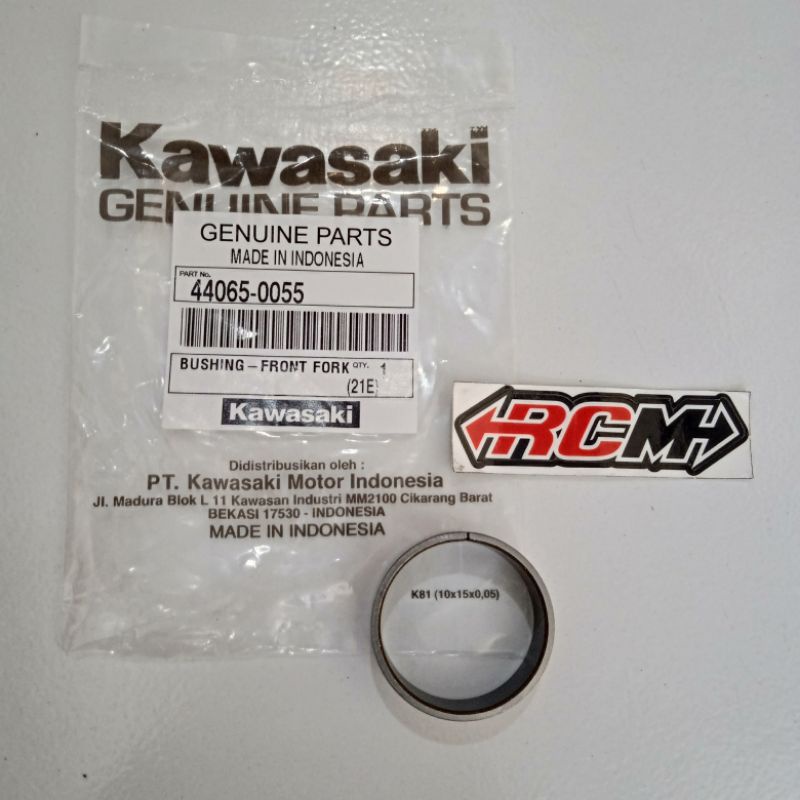 Kawasaki
GENUINE PARTS
GENUINE PARTS
MADE IN INDONESIA
PART No.
44065-0055
BUSHING - FRONT FORK QTY. 1
(21E)
Kawasaki
RCM
Didistribusikan oleh :
PT. Kawasaki Motor Indonesia
Jl. Madura Blok L 11 Kawasan Industri MM2100 Cikarang Barat
BEKASI 17530 - INDONESIA
MADE IN INDONESIA
K81 (10x15x0,05)